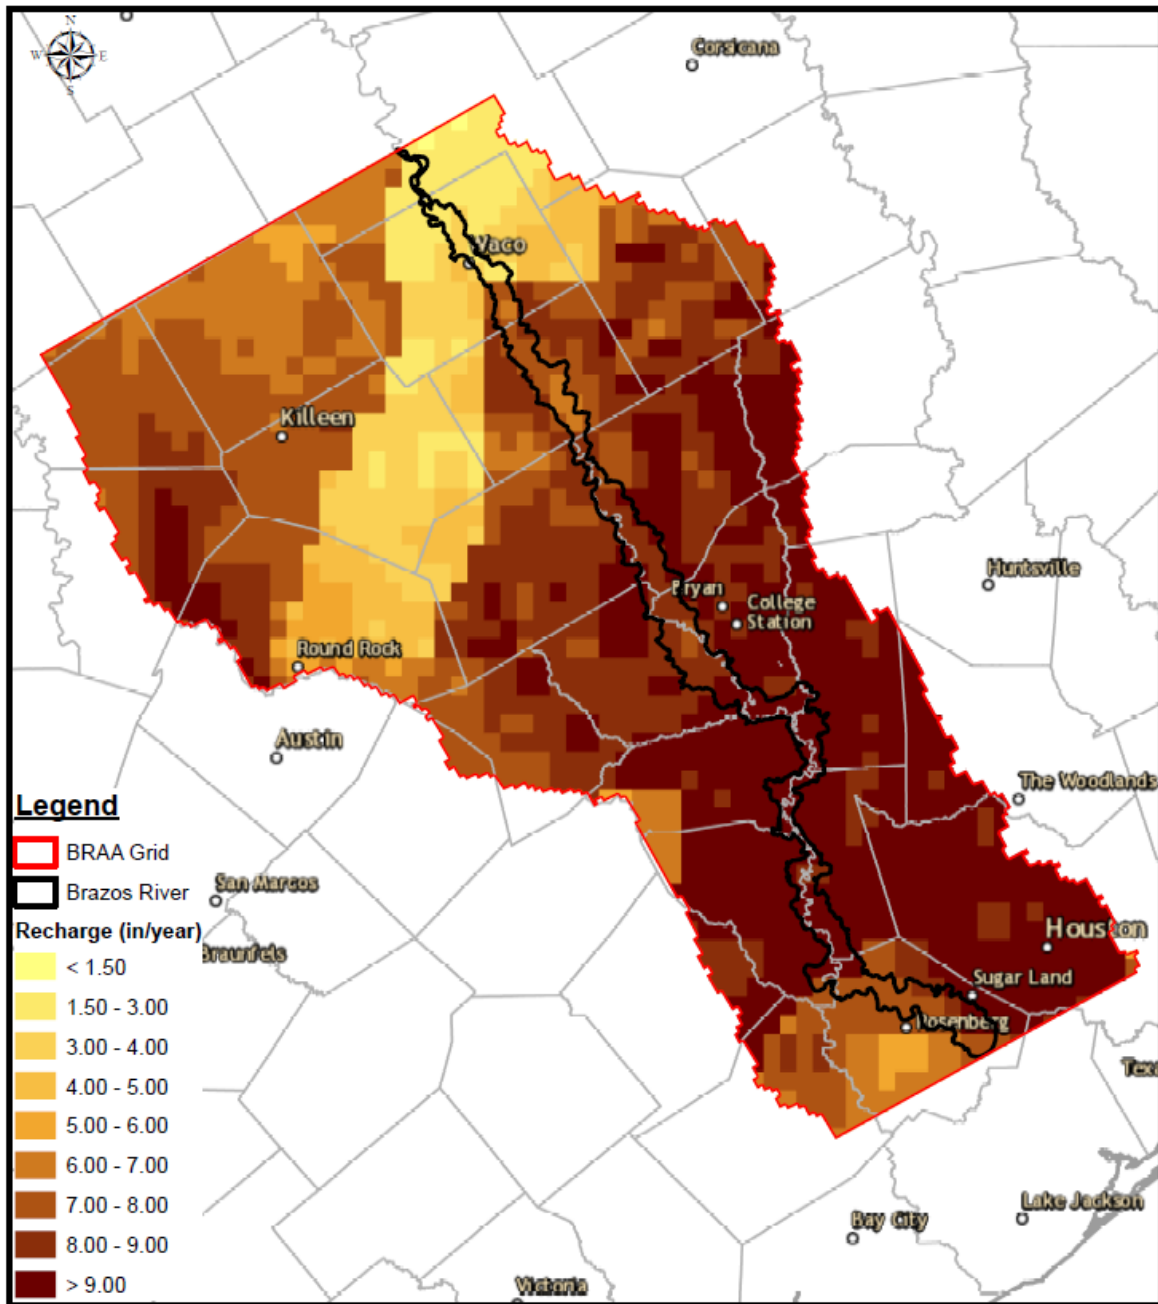 N
W E
S
Corsicana
Waco
Killeen
Huntsville
Bryan
College
Station
Round Rock
Austin
The Woodlands
Legend
BRAA Grid
Brazos River
San Marcos
Recharge (in/year)
Braunfels
Houston
< 1.50
Sugar Land
1.50 - 3.00
Rosenberg
3.00 - 4.00
Texa
4.00 - 5.00
5.00 - 6.00
6.00 - 7.00
7.00 - 8.00
Lake Jackson
Bay City
8.00 - 9.00
> 9.00
Victoria